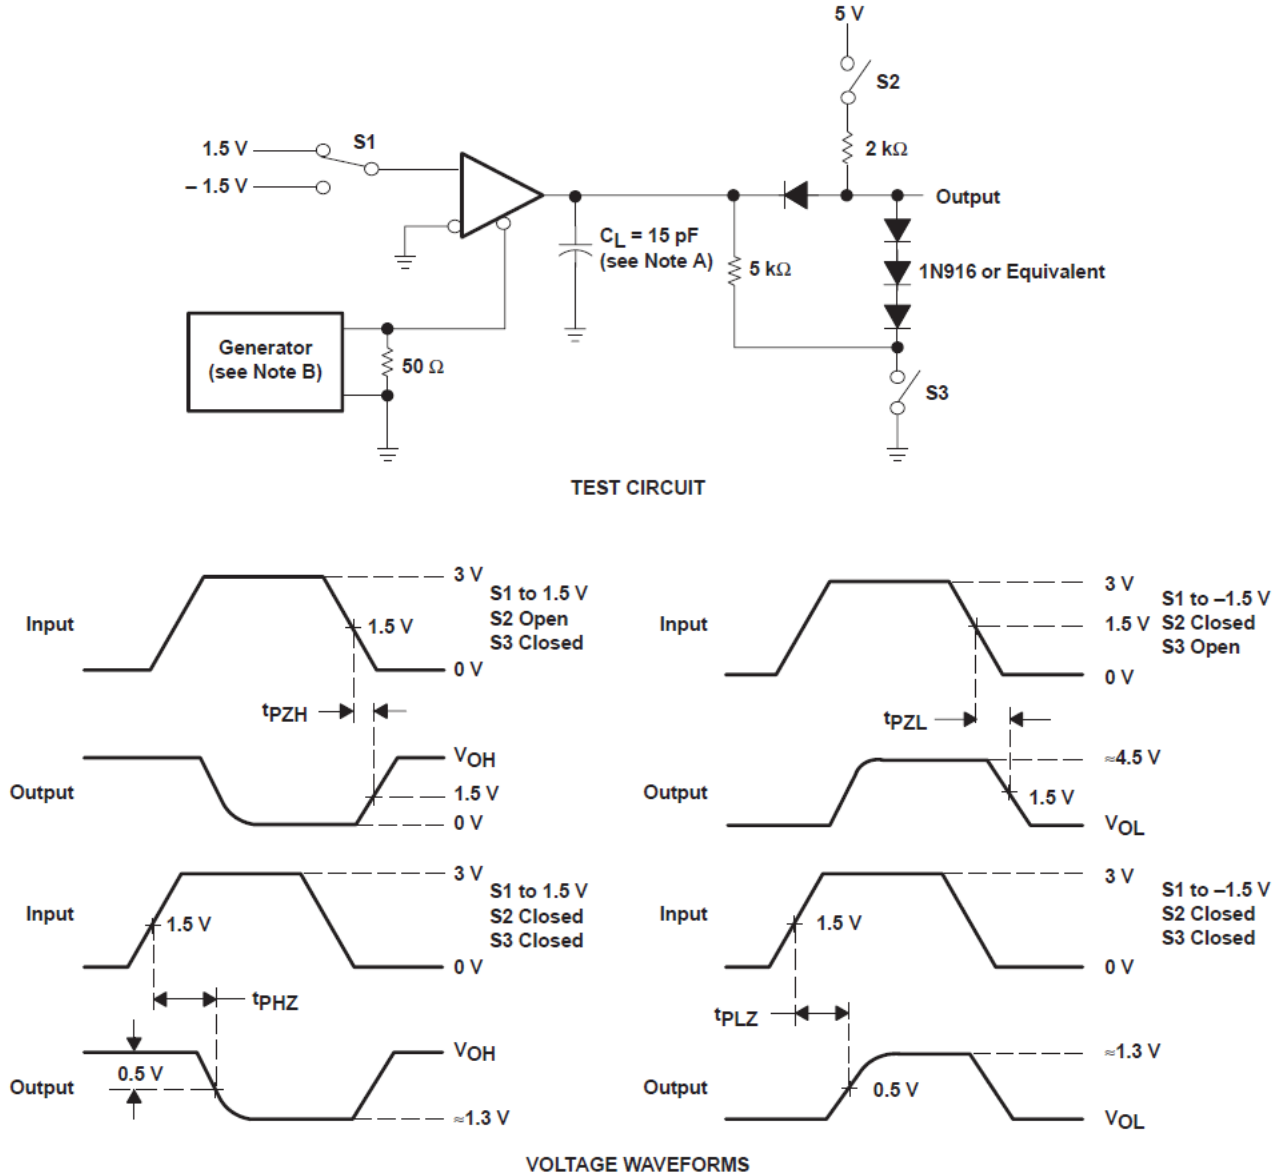 5 V
S2
2 kΩ
1.5 V
S1
– 1.5 V
Output
CL = 15 pF
(see Note A)
5 kΩ
1N916 or Equivalent
Generator
(see Note B)
50 Ω
S3
TEST CIRCUIT
Input
3 V
1.5 V
0 V
S1 to 1.5 V
S2 Open
S3 Closed
tPZH
Output
VOH
1.5 V
0 V
Input
3 V
1.5 V
0 V
S1 to –1.5 V
S2 Closed
S3 Open
tPZL
Output
≈4.5 V
1.5 V
VOL
Input
3 V
1.5 V
0 V
S1 to 1.5 V
S2 Closed
S3 Closed
tPHZ
Output
0.5 V
VOH
≈1.3 V
Input
3 V
1.5 V
0 V
S1 to –1.5 V
S2 Closed
S3 Closed
tPLZ
Output
≈1.3 V
0.5 V
VOL
VOLTAGE WAVEFORMS